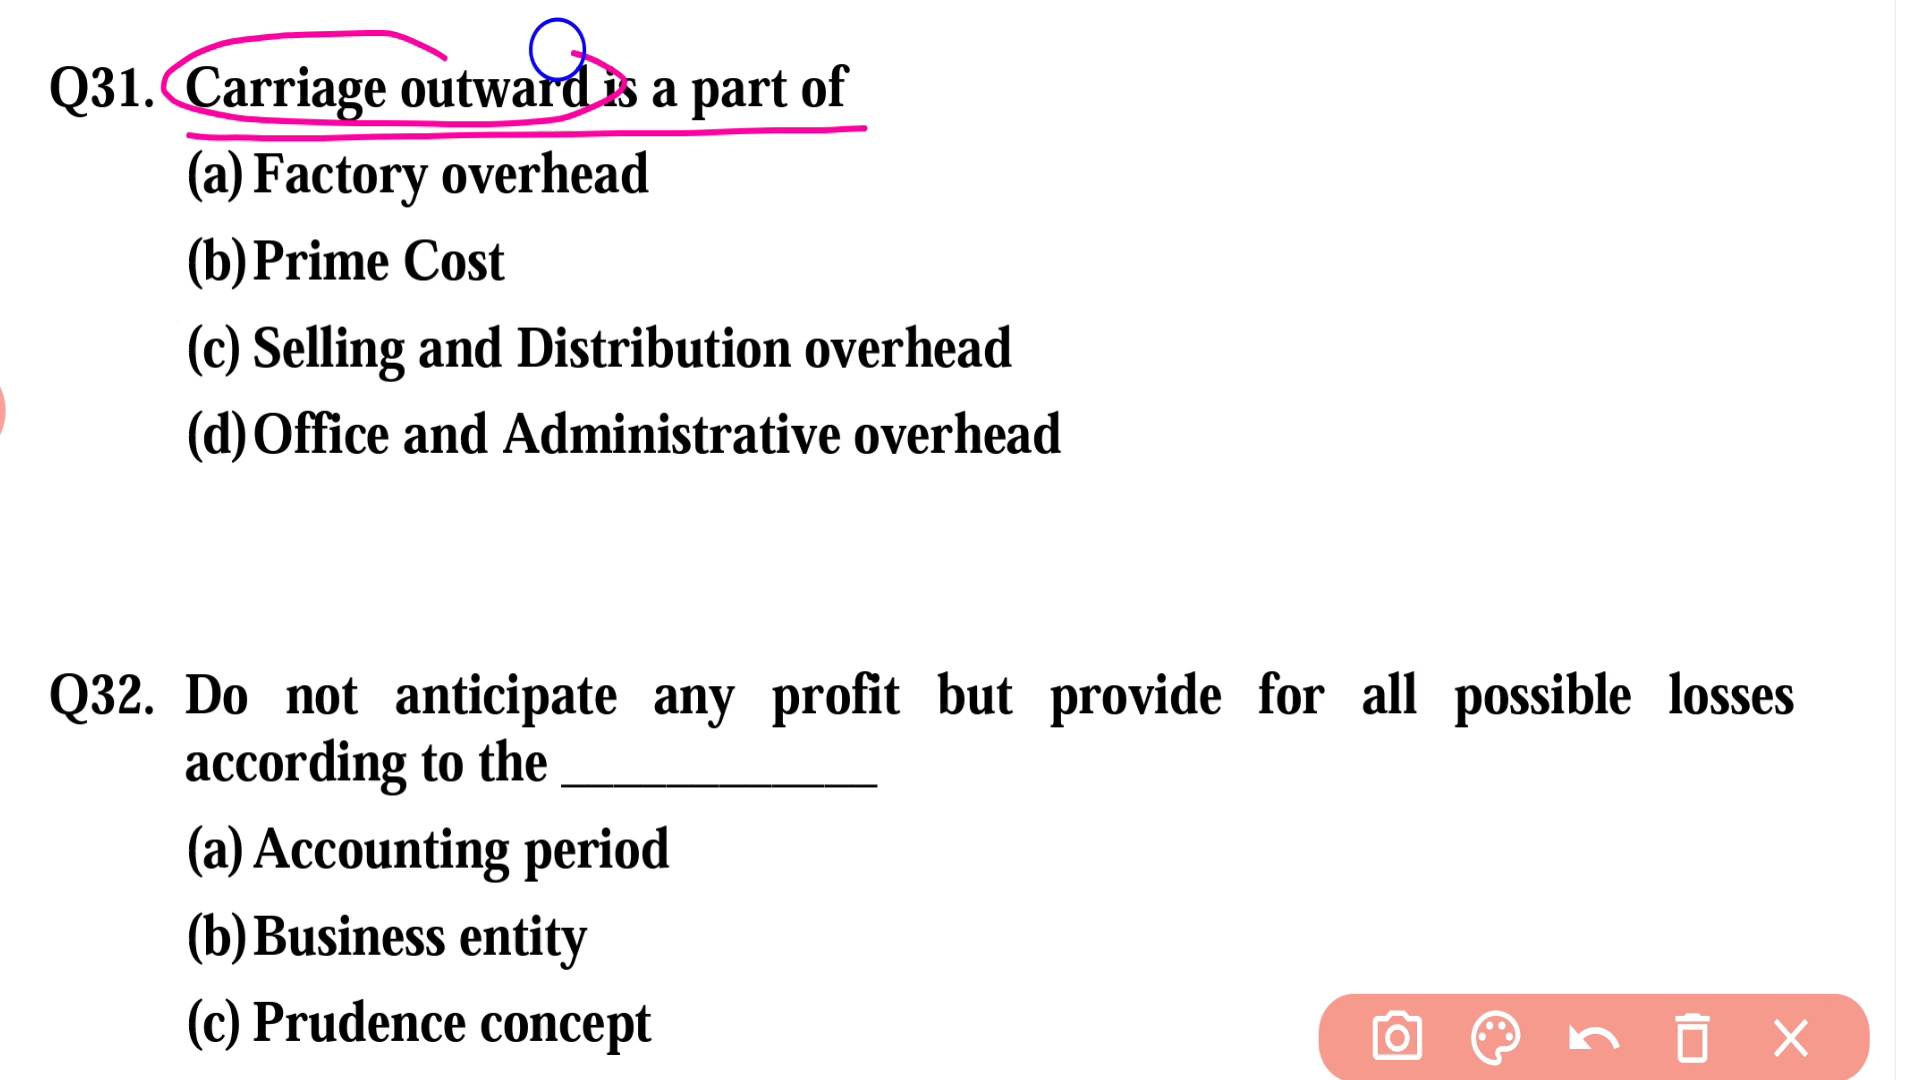 Q31. Carriage outward is a part of
(a) Factory overhead
(b) Prime Cost
(c) Selling and Distribution overhead
(d) Office and Administrative overhead
Q32. Do not anticipate any profit but provide for all possible losses
according to the ____________
(a) Accounting period
(b) Business entity
(c) Prudence concept